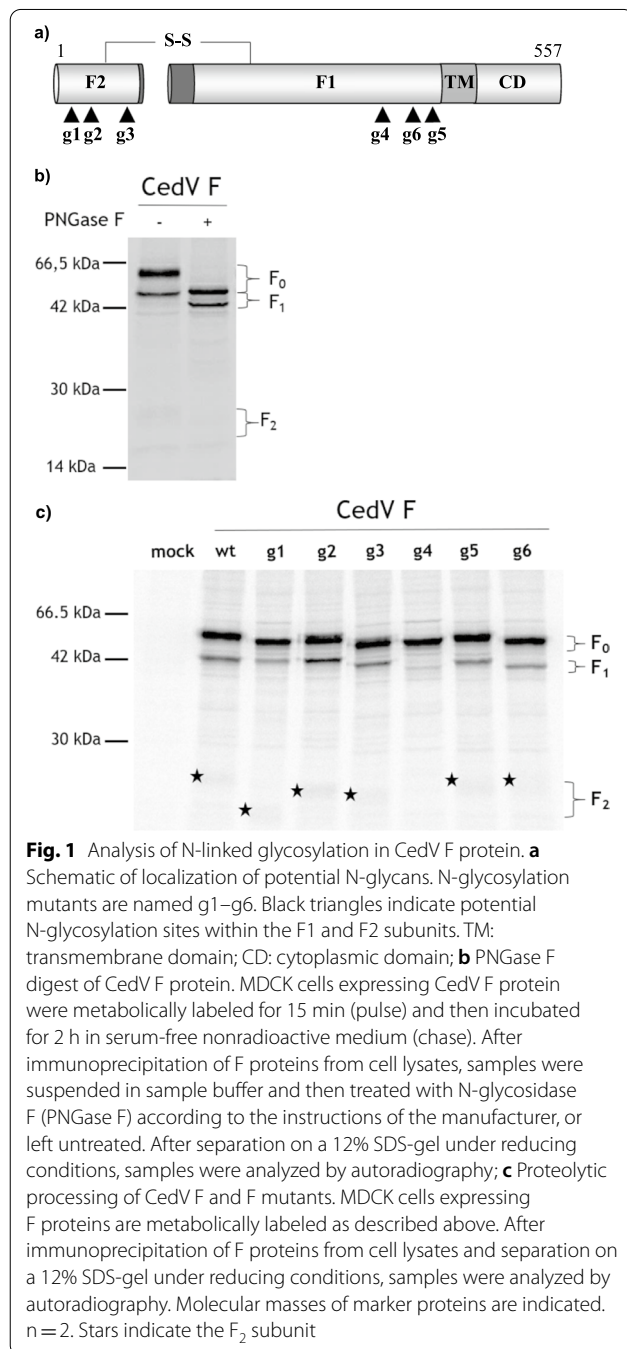 a)
S-S
1
557
F2
F1
TM
CD
g1
g2
g3
g4
g6
g5
b)
CedV F
PNGase F - +
66,5 kDa
F0
F1
42 kDa
30 kDa
F2
14 kDa
c)
CedV F
mock wt g1 g2 g3 g4 g5 g6
66.5 kDa
F0
42 kDa
F1
30 kDa
F2
Fig. 1 Analysis of N-linked glycosylation in CedV F protein. a
Schematic of localization of potential N-glycans. N-glycosylation
mutants are named g1–g6. Black triangles indicate potential
N-glycosylation sites within the F1 and F2 subunits. TM:
transmembrane domain; CD: cytoplasmic domain; b PNGase F
digest of CedV F protein. MDCK cells expressing CedV F protein
were metabolically labeled for 15 min (pulse) and then incubated
for 2 h in serum-free nonradioactive medium (chase). After
immunoprecipitation of F proteins from cell lysates, samples were
suspended in sample buffer and then treated with N-glycosidase
F (PNGase F) according to the instructions of the manufacturer, or
left untreated. After separation on a 12% SDS-gel under reducing
conditions, samples were analyzed by autoradiography; c Proteolytic
processing of CedV F and F mutants. MDCK cells expressing
F proteins are metabolically labeled as described above. After
immunoprecipitation of F proteins from cell lysates and separation on
a 12% SDS-gel under reducing conditions, samples were analyzed by
autoradiography. Molecular masses of marker proteins are indicated.
n = 2. Stars indicate the F2 subunit